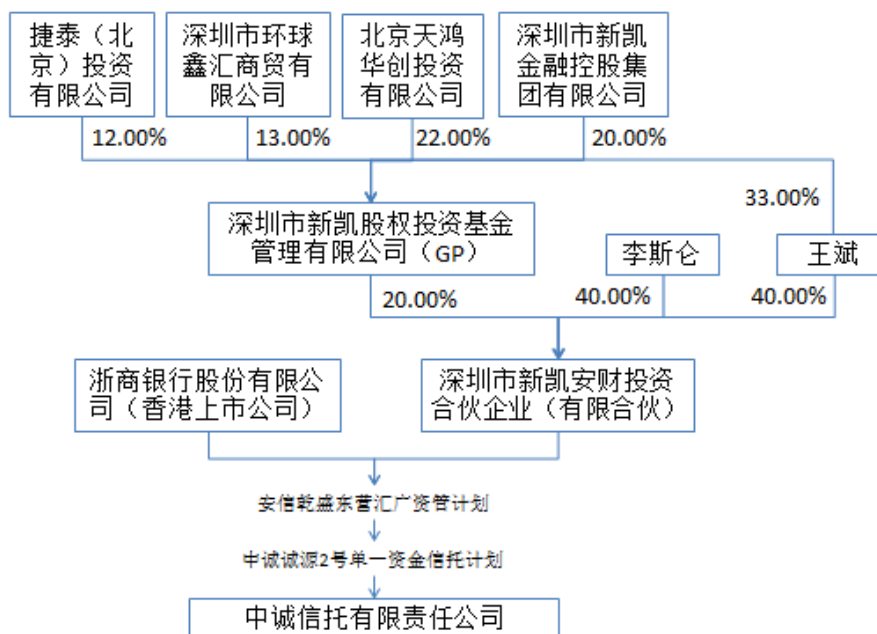 捷泰（北
京）投资
有限公司
深圳市环球
鑫汇商贸有
限公司
北京天鸿
华创投资
有限公司
深圳市新凯
金融控股集
团有限公司
12.00%
13.00%
22.00%
20.00%
33.00%
深圳市新凯股权投资基金
管理有限公司（GP）
李斯仑
王斌
20.00%
40.00%
40.00%
浙商银行股份有限公
司（香港上市公司）
深圳市新凯安财投资
合伙企业（有限合伙）
安信乾盛东营汇广资管计划
中诚诚源2号单一资金信托计划
中诚信托有限责任公司